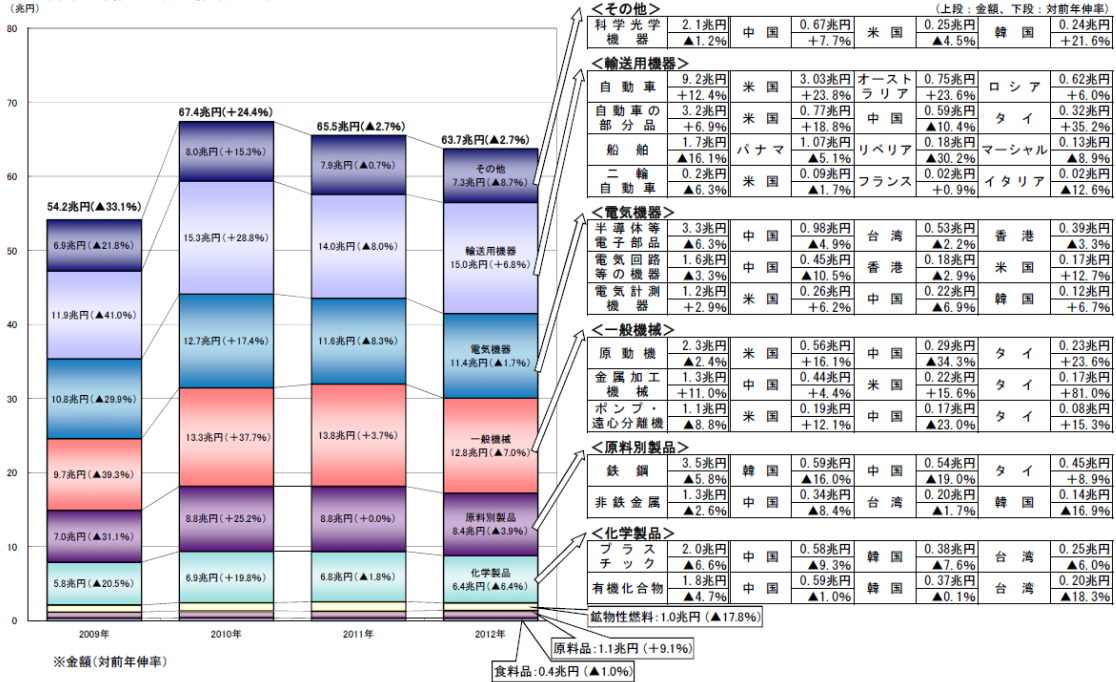 （兆円）
80
70
60
50
40
30
20
10
0
54.2兆円(▲33.1%)
6.9兆円(▲21.8%)
11.9兆円(▲41.0%)
10.8兆円(▲29.9%)
9.7兆円(▲39.3%)
7.0兆円(▲31.1%)
5.8兆円(▲20.5%)
2009年
67.4兆円(+24.4%)
8.0兆円(+15.3%)
15.3兆円(+28.8%)
12.7兆円(+17.4%)
13.3兆円(+37.7%)
8.8兆円(+25.2%)
6.9兆円(+19.8%)
2010年
65.5兆円(▲2.7%)
7.9兆円(▲0.7%)
14.0兆円(▲8.0%)
11.6兆円(▲8.3%)
13.8兆円(+3.7%)
8.8兆円(+0.0%)
6.8兆円(▲1.8%)
2011年
63.7兆円(▲2.7%)
その他
7.3兆円(▲8.7%)
輸送用機器
15.0兆円(+6.8%)
電気機器
11.4兆円(▲1.7%)
一般機械
12.8兆円(▲7.0%)
原料別製品
8.4兆円(▲3.9%)
化学製品
6.4兆円(▲6.4%)
2012年
鉱物性燃料：1.0兆円（▲17.8%）
原料品：1.1兆円（＋9.1%）
食料品：0.4兆円（▲1.0%）
※金額(対前年伸率)
（上段：金額、下段：対前年伸率）
＜その他＞
科学光学 2.1兆円 中国 0.67兆円 米国 0.25兆円 韓国 0.24兆円
機器 ▲1.2% +7.7% ▲4.5% +21.6%
＜輸送用機器＞
自動車 9.2兆円 米国 3.03兆円 オースト 0.75兆円 ロシア 0.62兆円
+12.4% +23.8% ラリア +23.6% +6.0%
自動車の 3.2兆円 米国 0.77兆円 中国 0.59兆円 タイ 0.32兆円
部分品 +6.9% +18.8% ▲10.4% +35.2%
船舶 1.7兆円 パナマ 1.07兆円 リベリア 0.18兆円 マーシャル 0.13兆円
▲16.1% ▲5.1% ▲30.2% ▲8.9%
二輪 0.2兆円 米国 0.09兆円 フランス 0.02兆円 イタリア 0.02兆円
自動車 ▲6.3% ▲1.7% +0.9% ▲12.6%
＜電気機器＞
半導体等 3.3兆円 中国 0.98兆円 台湾 0.53兆円 香港 0.39兆円
電子部品 ▲6.3% ▲4.9% ▲2.2% ▲3.3%
電気回路 1.6兆円 中国 0.45兆円 香港 0.18兆円 米国 0.17兆円
等の機器 ▲3.3% ▲10.5% ▲2.9% +12.7%
電気計測 1.2兆円 米国 0.26兆円 中国 0.22兆円 韓国 0.12兆円
機器 +2.9% +6.2% ▲6.9% +6.7%
＜一般機械＞
原動機 2.3兆円 米国 0.56兆円 中国 0.29兆円 タイ 0.23兆円
▲2.4% +16.1% ▲34.3% +23.6%
金属加工 1.3兆円 中国 0.44兆円 米国 0.22兆円 タイ 0.17兆円
機械 +11.0% +4.4% +15.6% +81.0%
ポンプ・ 1.1兆円 米国 0.19兆円 中国 0.17兆円 タイ 0.08兆円
遠心分離機 ▲8.8% +12.1% ▲23.0% +15.3%
＜原料別製品＞
鉄鋼 3.5兆円 韓国 0.59兆円 中国 0.54兆円 タイ 0.45兆円
▲5.8% ▲16.0% ▲19.0% +8.9%
非鉄金属 1.3兆円 中国 0.34兆円 台湾 0.20兆円 韓国 0.14兆円
▲2.6% ▲8.4% ▲1.7% ▲16.9%
＜化学製品＞
プラス 2.0兆円 中国 0.58兆円 韓国 0.38兆円 台湾 0.25兆円
チック ▲6.6% ▲9.3% ▲7.6% ▲6.0%
有機化合物 1.8兆円 中国 0.59兆円 韓国 0.37兆円 台湾 0.20兆円
▲4.7% ▲1.0% ▲0.1% ▲18.3%